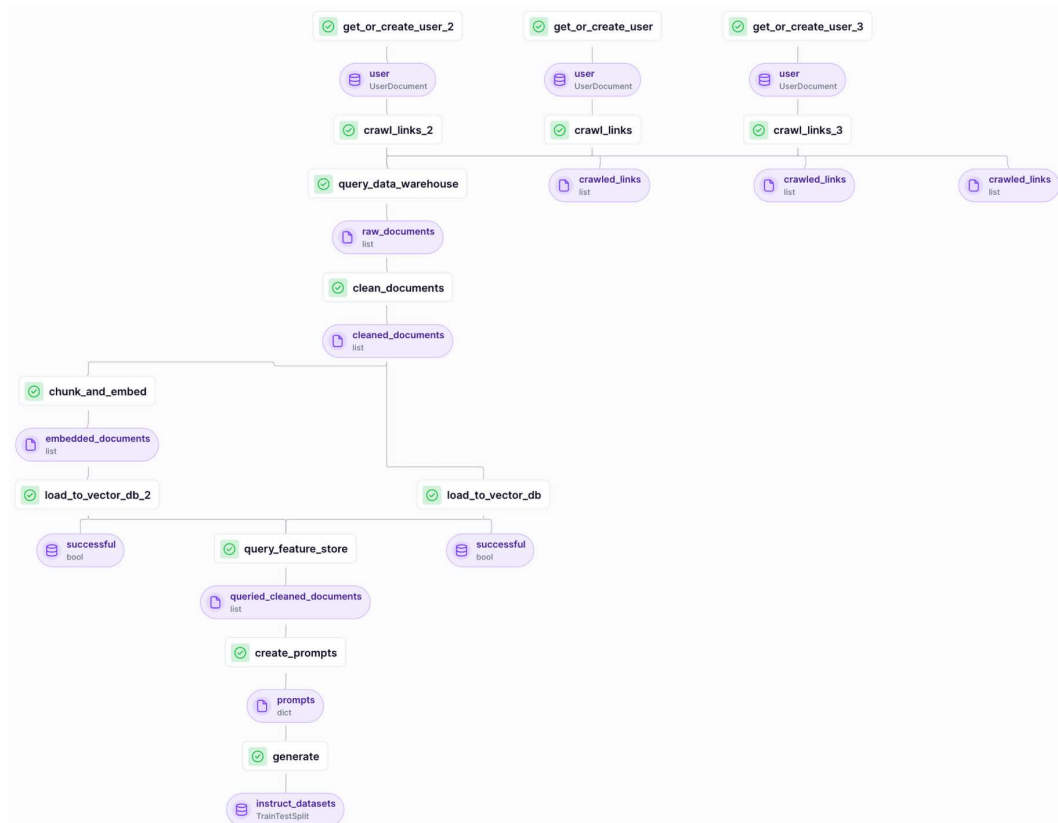 get_or_create_user_2
get_or_create_user
get_or_create_user_3
user
UserDocument
user
UserDocument
user
UserDocument
crawl_links_2
crawl_links
crawl_links_3
query_data_warehouse
crawled_links
list
crawled_links
list
crawled_links
list
raw_documents
list
clean_documents
cleaned_documents
list
chunk_and_embed
embedded_documents
list
load_to_vector_db_2
load_to_vector_db
successful
bool
query_feature_store
successful
bool
queried_cleaned_documents
list
create_prompts
prompts
dict
generate
instruct_datasets
TrainTestSplit